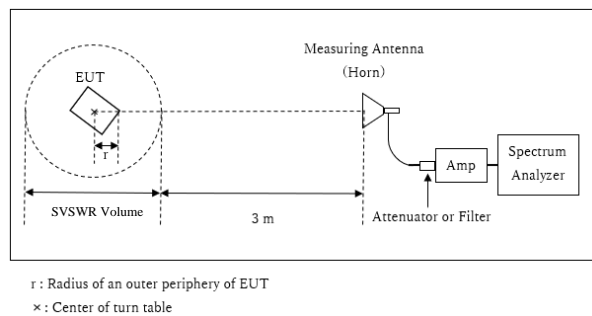 Measuring Antenna
(Horn)
EUT
×
r
SVSWR Volume
3 m
Amp
Spectrum
Analyzer
Attenuator or Filter
r : Radius of an outer periphery of EUT
× : Center of turn table